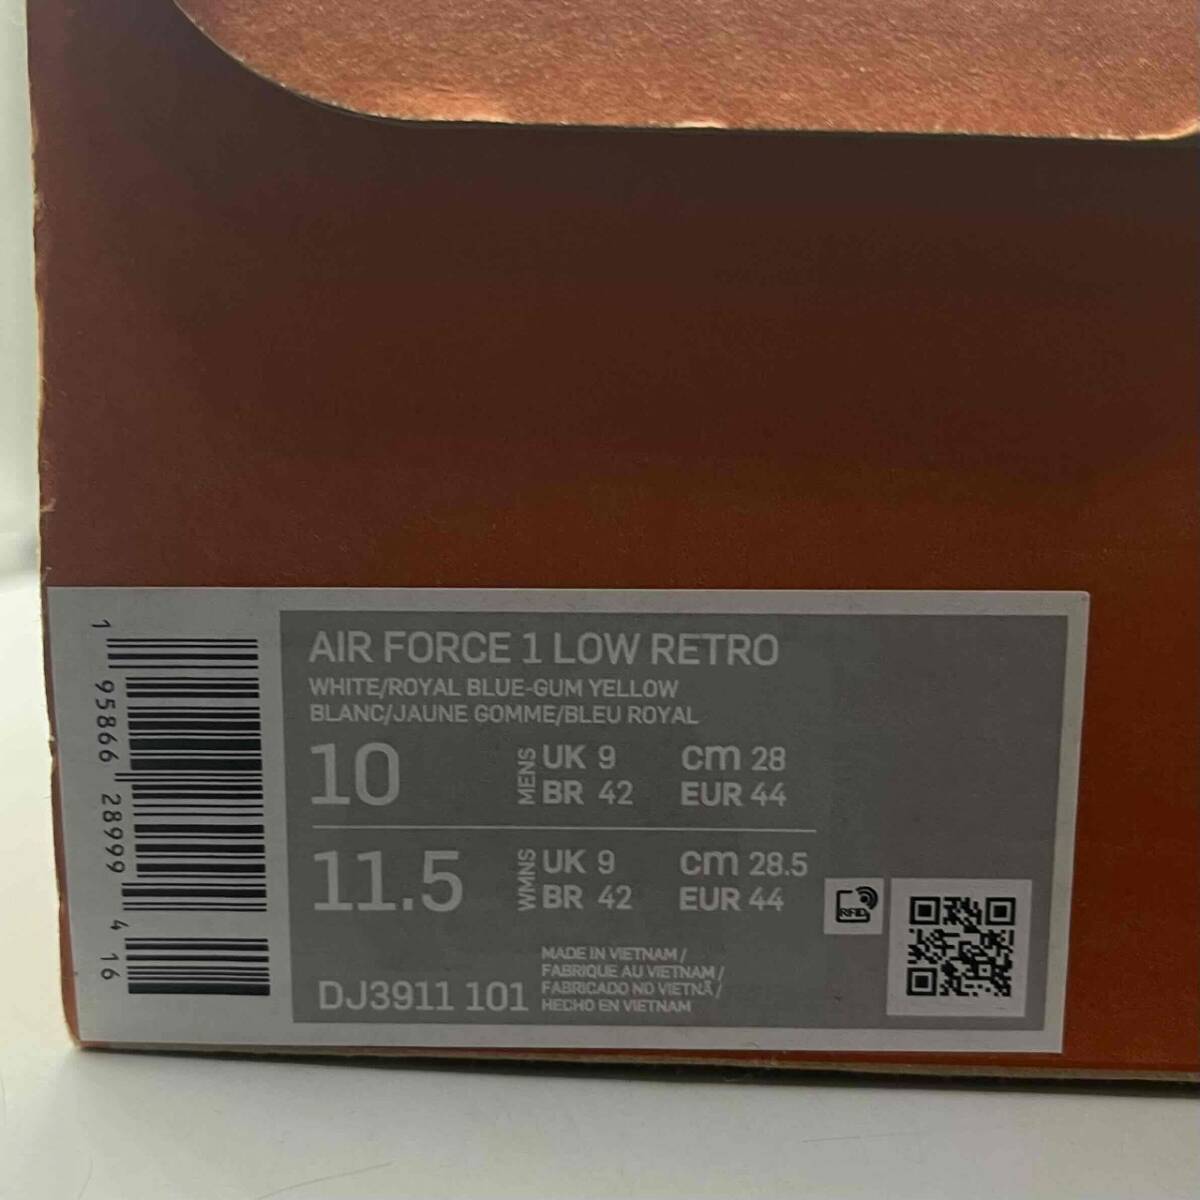 AIR FORCE 1 LOW RETRO
WHITE/ROYAL BLUE-GUM YELLOW
BLANC/JAUNE GOMME/BLEU ROYAL
10 MENS UK 9 cm 28
BR 42 EUR 44
11.5 WMNS UK 9 cm 28.5
BR 42 EUR 44
RFID
DJ3911 101
MADE IN VIETNAM /
FABRIQUE AU VIETNAM /
FABRICADO NO VIETNÃ /
HECHO EN VIETNAM
1 95866 28999 4 16